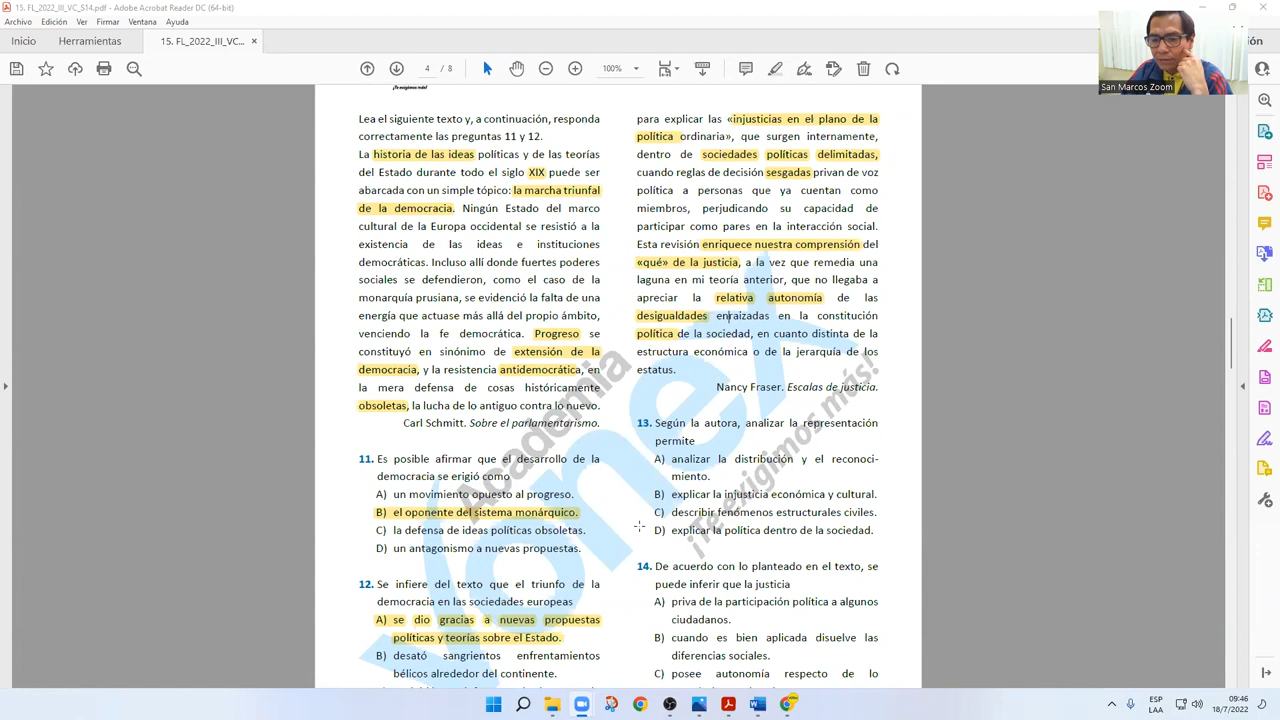 15. FL_2022_III_VC_S14.pdf - Adobe Acrobat Reader DC (64-bit)
Archivo Edición Ver Firmar Ventana Ayuda
Inicio Herramientas 15. FL_2022_III_VC... ×
4 / 8 100%
San Marcos Zoom
¡Te exigimos más!
Lea el siguiente texto y, a continuación, responda
correctamente las preguntas 11 y 12.
La historia de las ideas políticas y de las teorías
del Estado durante todo el siglo XIX puede ser
abarcada con un simple tópico: la marcha triunfal
de la democracia. Ningún Estado del marco
cultural de la Europa occidental se resistió a la
existencia de las ideas e instituciones
democráticas. Incluso allí donde fuertes poderes
sociales se defendieron, como el caso de la
monarquía prusiana, se evidenció la falta de una
energía que actuase más allá del propio ámbito,
venciendo la fe democrática. Progreso se
constituyó en sinónimo de extensión de la
democracia, y la resistencia antidemocrática, en
la mera defensa de cosas históricamente
obsoletas, la lucha de lo antiguo contra lo nuevo.
Carl Schmitt. Sobre el parlamentarismo.
11. Es posible afirmar que el desarrollo de la
democracia se erigió como
A) un movimiento opuesto al progreso.
B) el oponente del sistema monárquico.
C) la defensa de ideas políticas obsoletas.
D) un antagonismo a nuevas propuestas.
12. Se infiere del texto que el triunfo de la
democracia en las sociedades europeas
A) se dio gracias a nuevas propuestas
políticas y teorías sobre el Estado.
B) desató sangrientos enfrentamientos
bélicos alrededor del continente.
para explicar las «injusticias en el plano de la
política ordinaria», que surgen internamente,
dentro de sociedades políticas delimitadas,
cuando reglas de decisión sesgadas privan de voz
política a personas que ya cuentan como
miembros, perjudicando su capacidad de
participar como pares en la interacción social.
Esta revisión enriquece nuestra comprensión del
«qué» de la justicia, a la vez que remedia una
laguna en mi teoría anterior, que no llegaba a
apreciar la relativa autonomía de las
desigualdades enraizadas en la constitución
política de la sociedad, en cuanto distinta de la
estructura económica o de la jerarquía de los
estatus.
Nancy Fraser. Escalas de justicia.
13. Según la autora, analizar la representación
permite
A) analizar la distribución y el reconoci-
miento.
B) explicar la injusticia económica y cultural.
C) describir fenómenos estructurales civiles.
D) explicar la política dentro de la sociedad.
14. De acuerdo con lo planteado en el texto, se
puede inferir que la justicia
A) priva de la participación política a algunos
ciudadanos.
B) cuando es bien aplicada disuelve las
diferencias sociales.
C) posee autonomía respecto de lo
Academia
Vonex
¡Te exigimos más!
ESP
LAA
09:46
18/7/2022